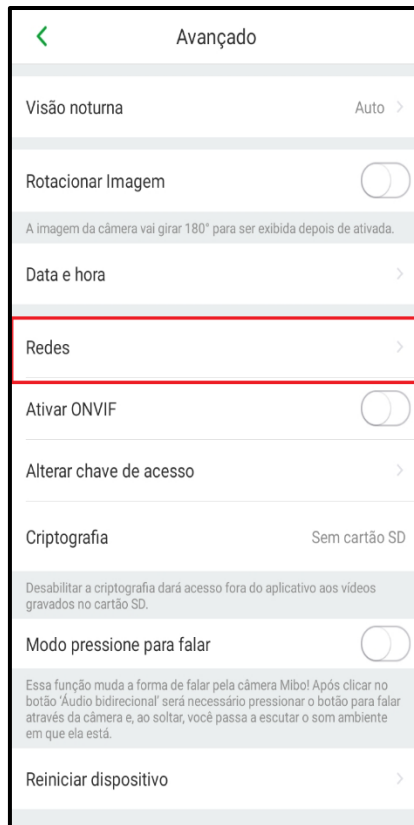 Avançado
Visão noturna Auto
Rotacionar Imagem
A imagem da câmera vai girar 180° para ser exibida depois de ativada.
Data e hora
Redes
Ativar ONVIF
Alterar chave de acesso
Criptografia Sem cartão SD
Desabilitar a criptografia dará acesso fora do aplicativo aos vídeos
gravados no cartão SD.
Modo pressione para falar
Essa função muda a forma de falar pela câmera Mibo! Após clicar no
botão 'Áudio bidirecional' será necessário pressionar o botão para falar
através da câmera e, ao soltar, você passa a escutar o som ambiente
em que ela está.
Reiniciar dispositivo